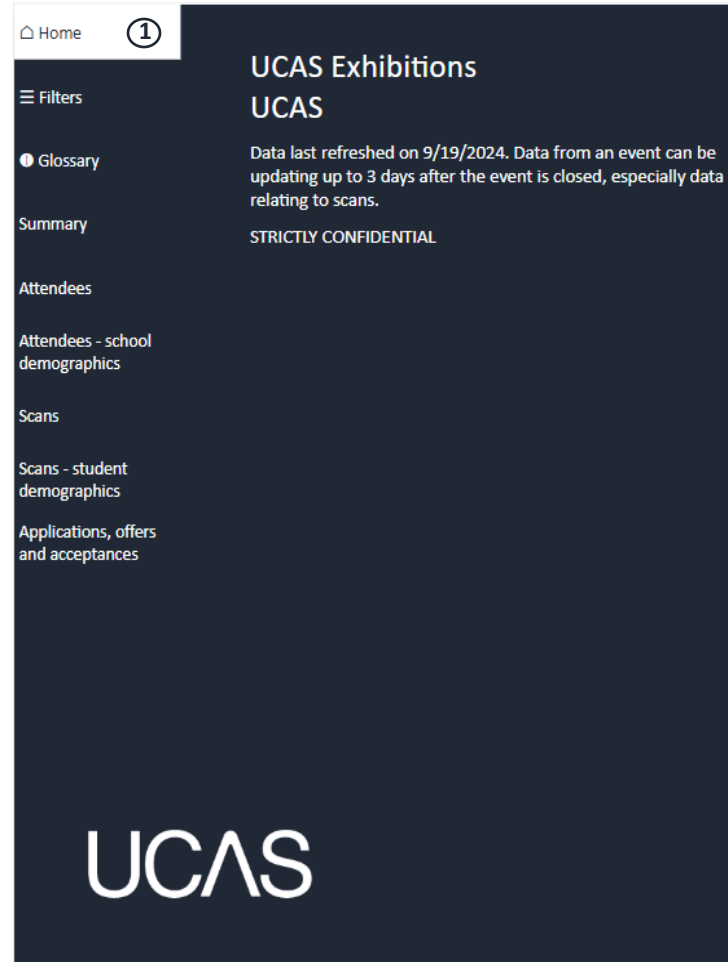 Home
1
Filters
Glossary
Summary
Attendees
Attendees - school
demographics
Scans
Scans - student
demographics
Applications, offers
and acceptances
UCAS Exhibitions
UCAS
Data last refreshed on 9/19/2024. Data from an event can be
updating up to 3 days after the event is closed, especially data
relating to scans.
STRICTLY CONFIDENTIAL
UCAS